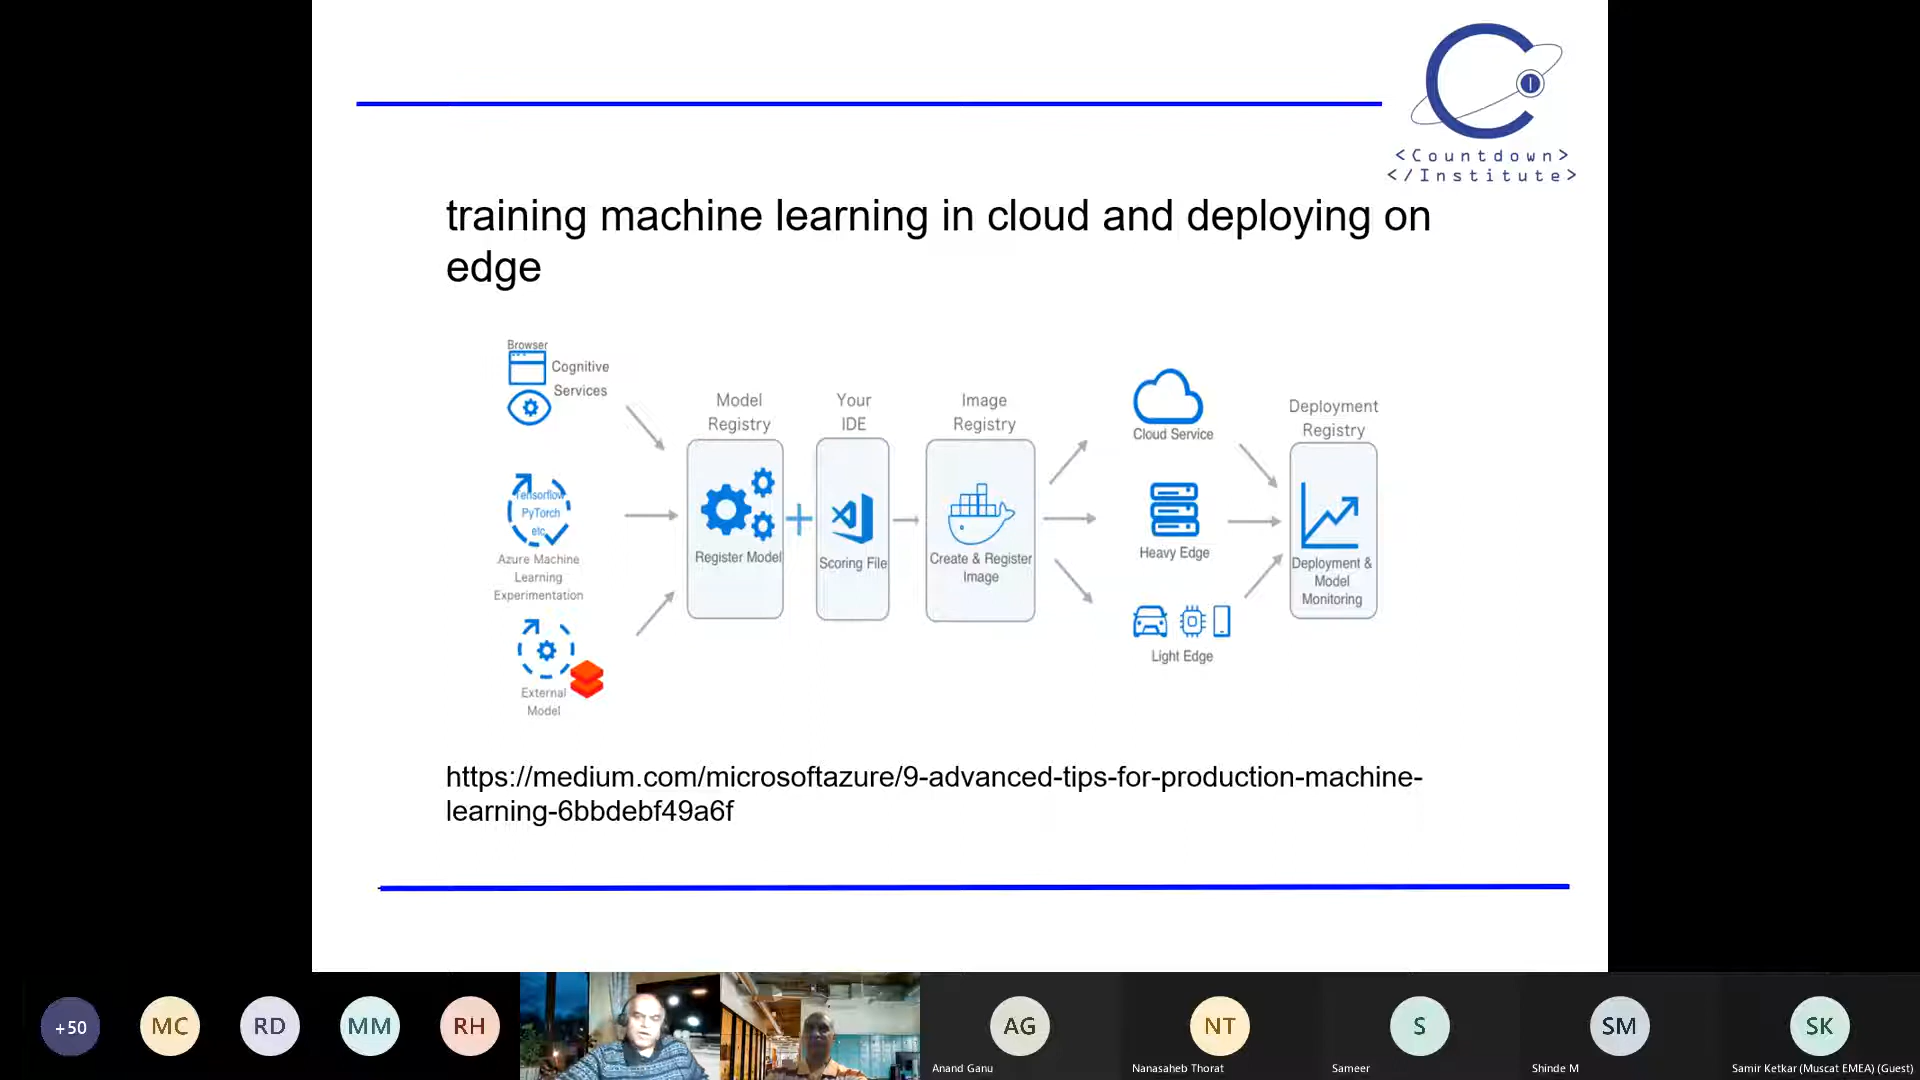 <Countdown>
</Institute>
training machine learning in cloud and deploying on
edge
Browser
Cognitive
Services
Tensorflow
PyTorch
etc
Azure Machine
Learning
Experimentation
External
Model
Model
Registry
Register Model
Your
IDE
Scoring File
Image
Registry
Create & Register
Image
Cloud Service
Heavy Edge
Light Edge
Deployment
Registry
Deployment &
Model
Monitoring
https://medium.com/microsoftazure/9-advanced-tips-for-production-machine-
learning-6bbdebf49a6f
+50
MC
RD
MM
RH
AG
Anand Ganu
NT
Nanasaheb Thorat
S
Sameer
SM
Shinde M
SK
Samir Ketkar (Muscat EMEA) (Guest)